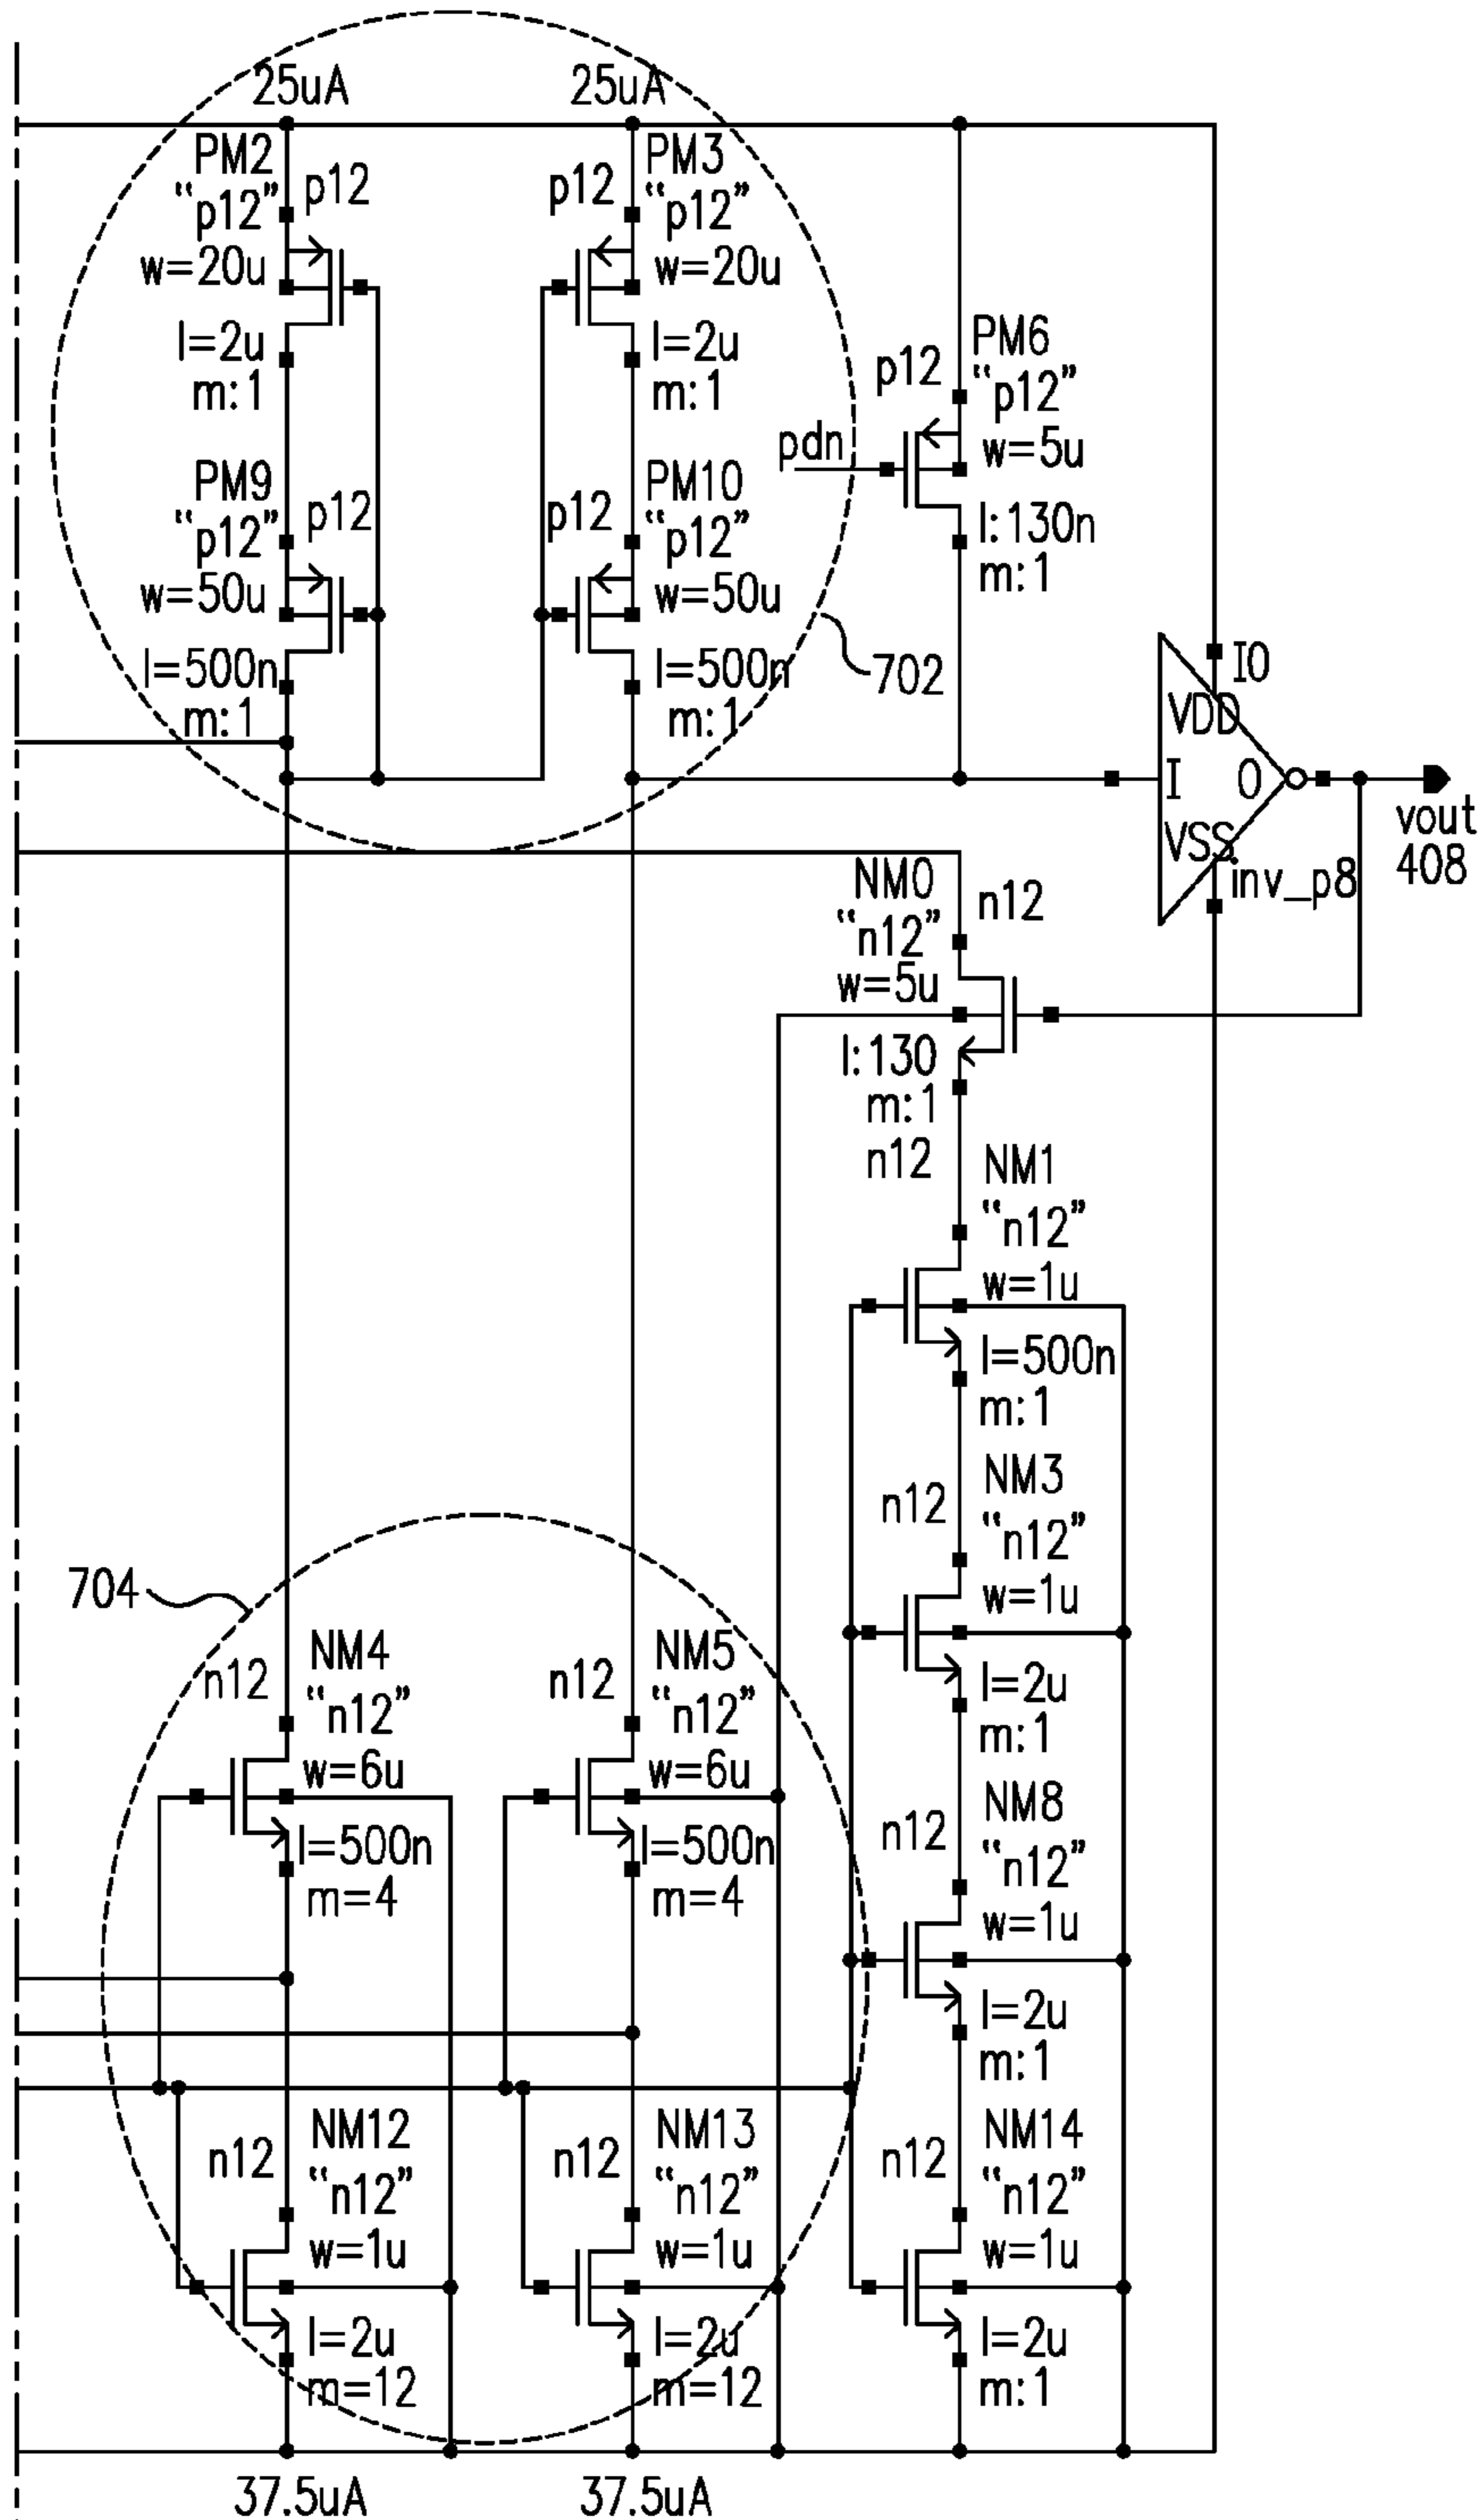 25uA
25uA
PM2
“p12”
p12
w=20u
l=2u
m:1
p12
PM3
“p12”
w=20u
l=2u
m:1
PM6
p12
“p12”
pdn
w=5u
l:130n
m:1
PM9
“p12”
p12
w=50u
l=500n
m:1
p12
PM10
“p12”
w=50u
l=500n
m:1
702
I0
VDD
I
O
VSS
inv_p8
vout
408
NM0
“n12”
n12
w=5u
l:130
m:1
n12
NM1
“n12”
w=1u
l=500n
m:1
n12
NM3
“n12”
w=1u
l=2u
m:1
704
n12
NM4
“n12”
w=6u
l=500n
m=4
n12
NM5
“n12”
w=6u
l=500n
m=4
n12
NM8
“n12”
w=1u
l=2u
m:1
n12
NM12
“n12”
w=1u
l=2u
m=12
n12
NM13
“n12”
w=1u
l=2u
m=12
n12
NM14
“n12”
w=1u
l=2u
m:1
37.5uA
37.5uA